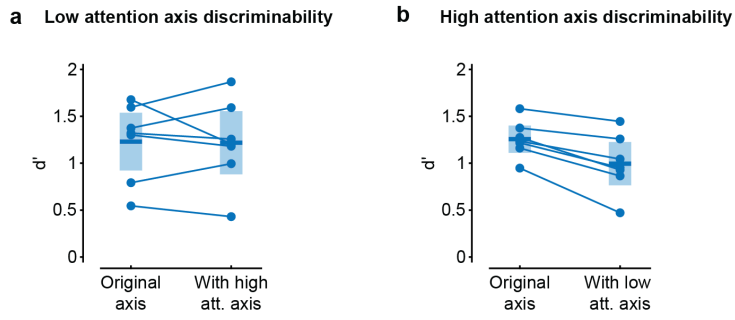 a Low attention axis discriminability
2
1.5
1
0.5
0
d'
Original
axis
With high
att. axis
b High attention axis discriminability
2
1.5
1
0.5
0
d'
Original
axis
With low
att. axis